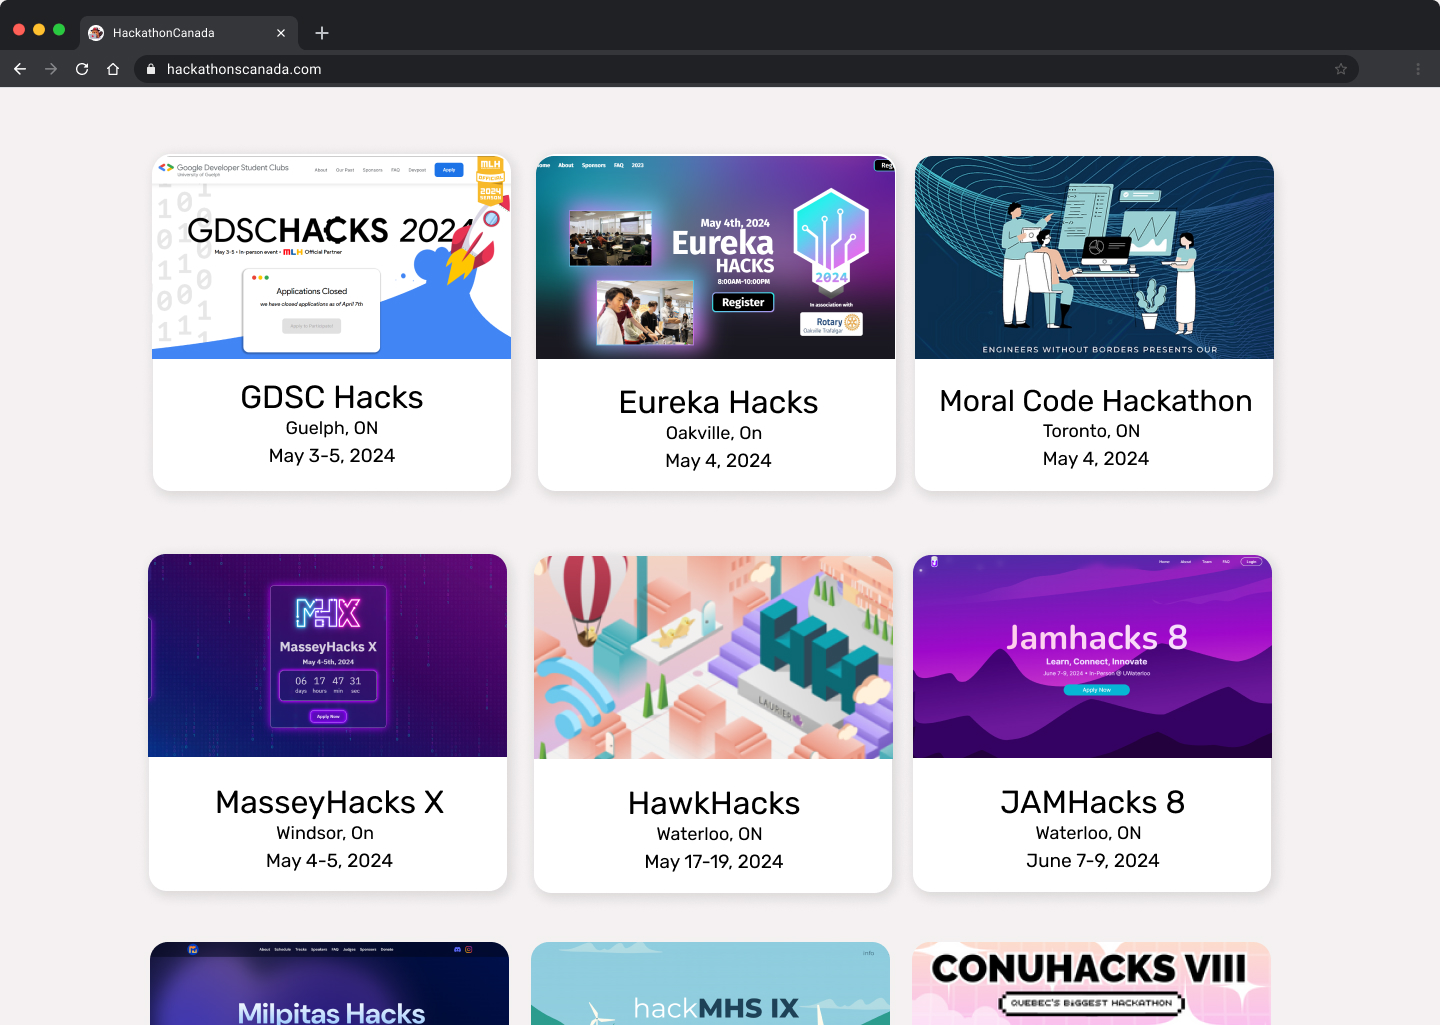 HackathonCanada
hackathonscanada.com
Google Developer Student Clubs
University of Guelph
About Our Past Sponsors FAQ Devpost Apply
MLH
OFFICIAL
2024
SEASON
GDSCHACKS 2024
May 3-5 • In-person event • MLH Official Partner
Applications Closed
we have closed applications as of April 7th
Apply to Participate
GDSC Hacks
Guelph, ON
May 3-5, 2024
Home About Sponsors FAQ 2023
Reg
May 4th, 2024
Eureka
HACKS
8:00AM-10:00PM
Register
2024
In association with
Rotary
Oakville Trafalgar
Eureka Hacks
Oakville, On
May 4, 2024
ENGINEERS WITHOUT BORDERS PRESENTS OUR
Moral Code Hackathon
Toronto, ON
May 4, 2024
MHX
MasseyHacks X
May 4-5th, 2024
06 17 47 31
days hours min sec
Apply Now
MasseyHacks X
Windsor, On
May 4-5, 2024
HH
LAURIER
HawkHacks
Waterloo, ON
May 17-19, 2024
Home About Team FAQ Login
Jamhacks 8
Learn, Connect, Innovate
June 7-9, 2024 • In-Person @ UWaterloo
Apply Now
JAMHacks 8
Waterloo, ON
June 7-9, 2024
About Schedule Tracks Speakers FAQ Judges Sponsors Donate
Milpitas Hacks
Info
hackMHS IX
CONUHACKS VIII
QUEBEC'S BIGGEST HACKATHON